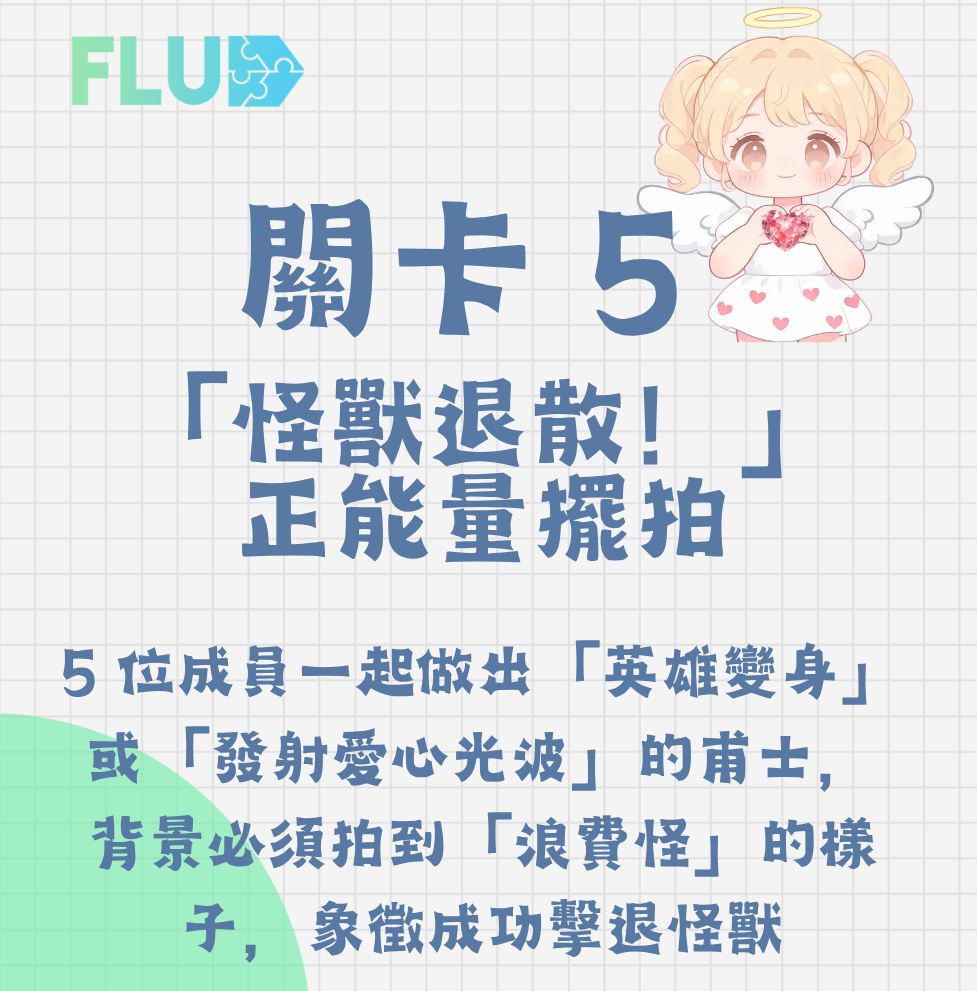 FLUD
關卡 5
「怪獸退散！」
正能量擺拍
5 位成員一起做出「英雄變身」
或「發射愛心光波」的甫士，
背景必須拍到「浪費怪」的樣
子，象徵成功擊退怪獸